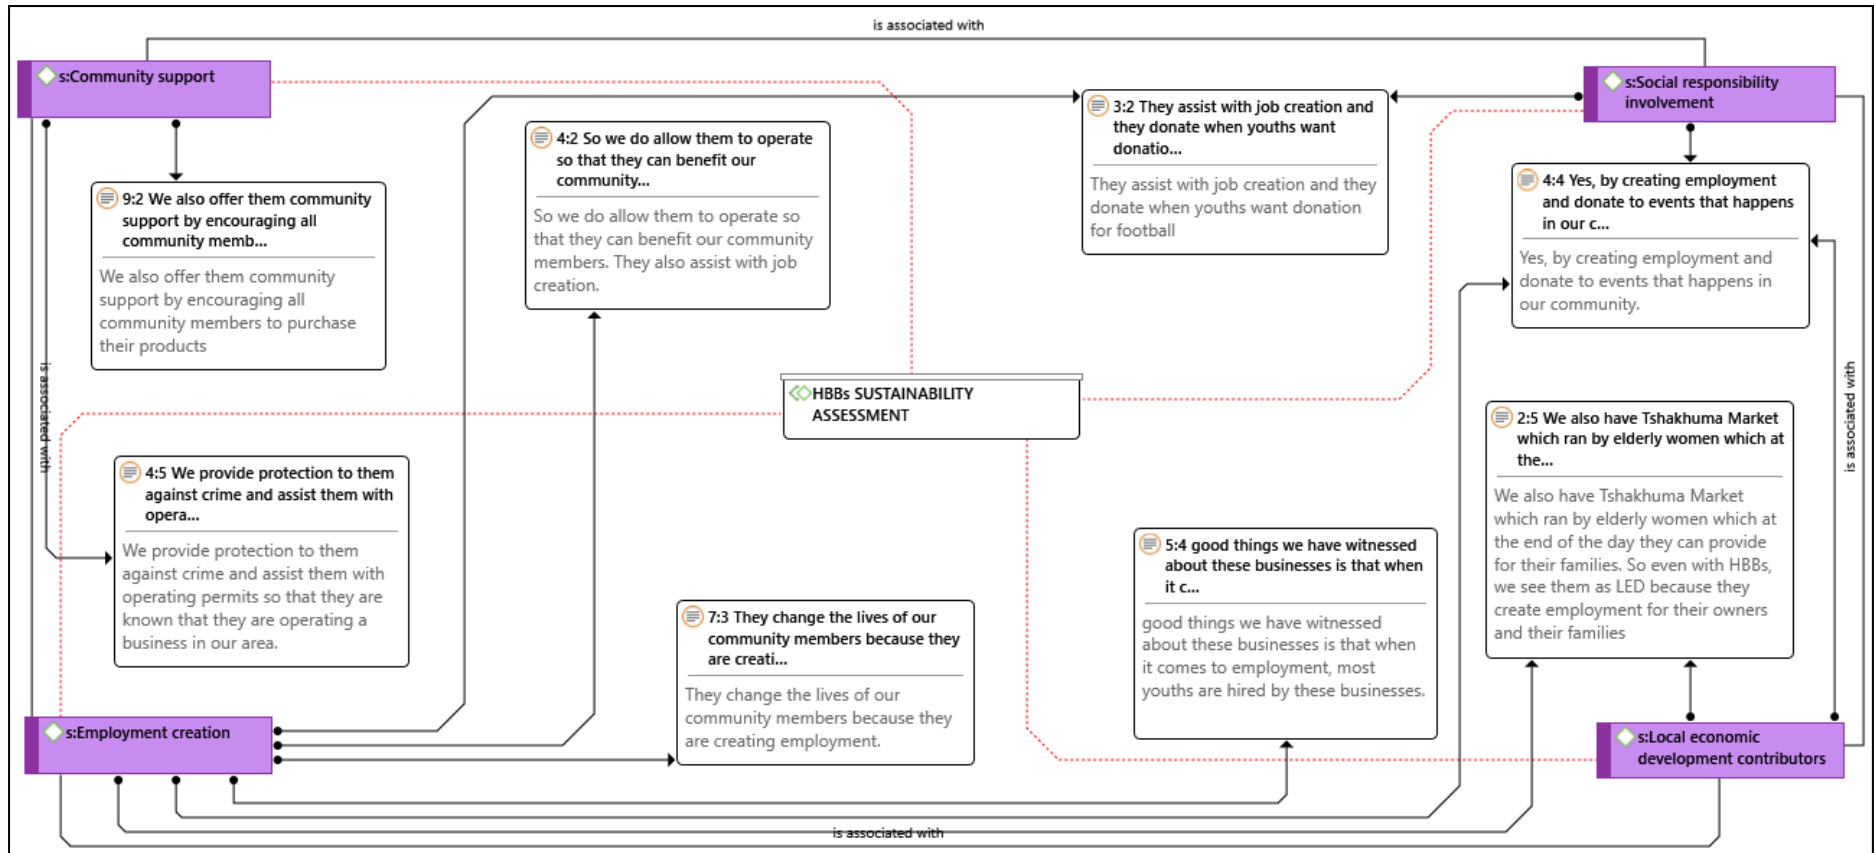 is associated with
s:Community support
s:Social responsibility
involvement
3:2 They assist with job creation and
they donate when youths want
donatio...
They assist with job creation and they
donate when youths want donation
for football
4:2 So we do allow them to operate
so that they can benefit our
community...
So we do allow them to operate so
that they can benefit our community
members. They also assist with job
creation.
4:4 Yes, by creating employment
and donate to events that happens
in our c...
Yes, by creating employment and
donate to events that happens in
our community.
9:2 We also offer them community
support by encouraging all
community memb...
We also offer them community
support by encouraging all
community members to purchase
their products
is associated with
HBBs SUSTAINABILITY
ASSESSMENT
is associated with
2:5 We also have Tshakhuma Market
which ran by elderly women which at
the...
We also have Tshakhuma Market
which ran by elderly women which at
the end of the day they can provide
for their families. So even with HBBs,
we see them as LED because they
create employment for their owners
and their families
4:5 We provide protection to them
against crime and assist them with
opera...
We provide protection to them
against crime and assist them with
operating permits so that they are
known that they are operating a
business in our area.
5:4 good things we have witnessed
about these businesses is that when
it c...
good things we have witnessed
about these businesses is that when
it comes to employment, most
youths are hired by these businesses.
7:3 They change the lives of our
community members because they
are creati...
They change the lives of our
community members because they
are creating employment.
s:Employment creation
s:Local economic
development contributors
is associated with